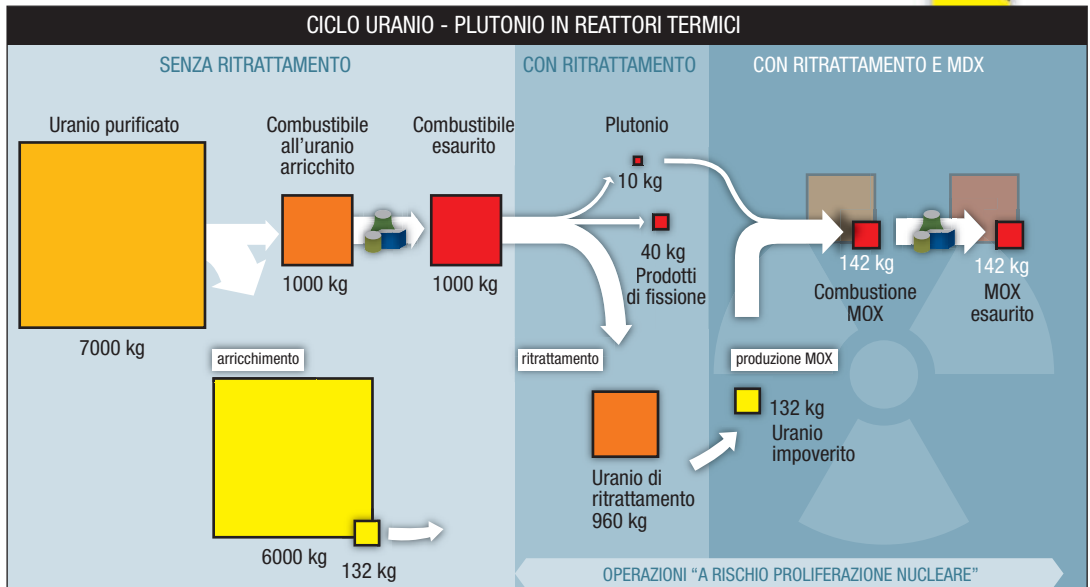 CICLO URANIO - PLUTONIO IN REATTORI TERMICI
SENZA RITRATTAMENTO
CON RITRATTAMENTO
CON RITRATTAMENTO E MDX
Uranio purificato
7000 kg
Combustibile
all'uranio
arricchito
1000 kg
Combustibile
esaurito
1000 kg
arricchimento
6000 kg
132 kg
Plutonio
10 kg
40 kg
Prodotti
di fissione
ritrattamento
Uranio di
ritrattamento
960 kg
142 kg
Combustione
MOX
142 kg
MOX
esaurito
produzione MOX
132 kg
Uranio
impoverito
OPERAZIONI “A RISCHIO PROLIFERAZIONE NUCLEARE”